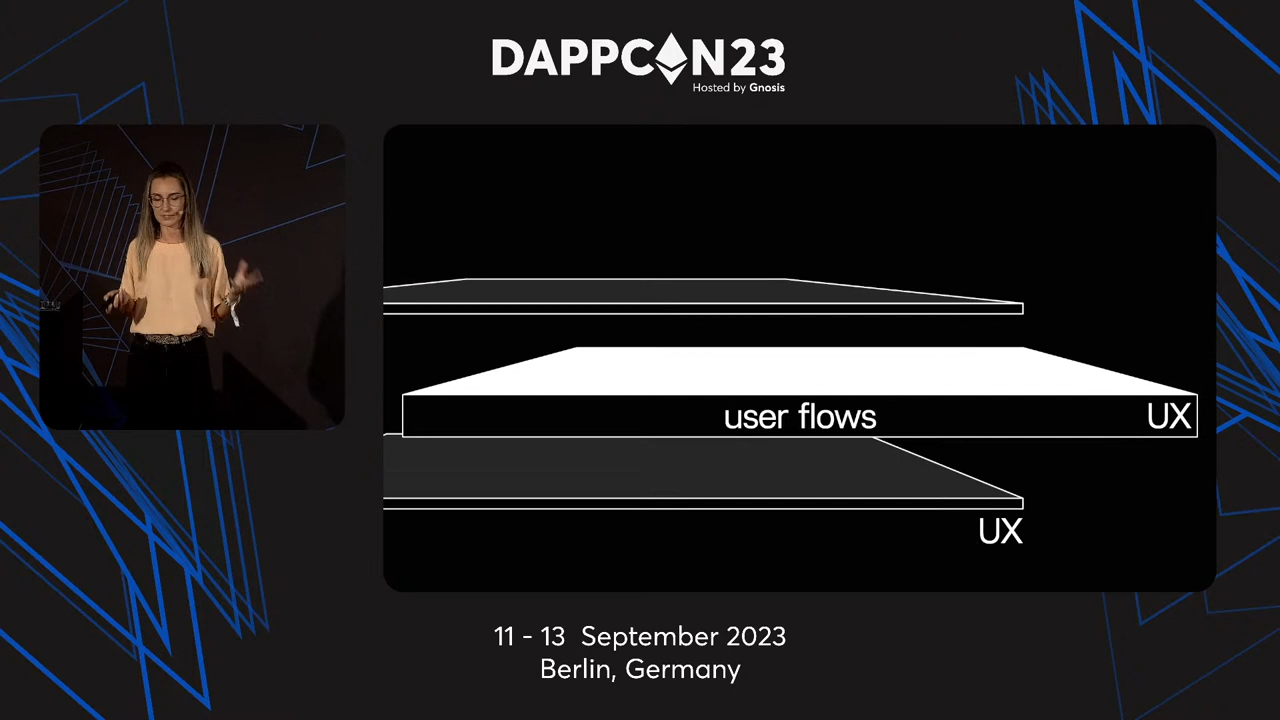 DAPPCON23
Hosted by Gnosis
user flows
UX
UX
11 - 13 September 2023
Berlin, Germany